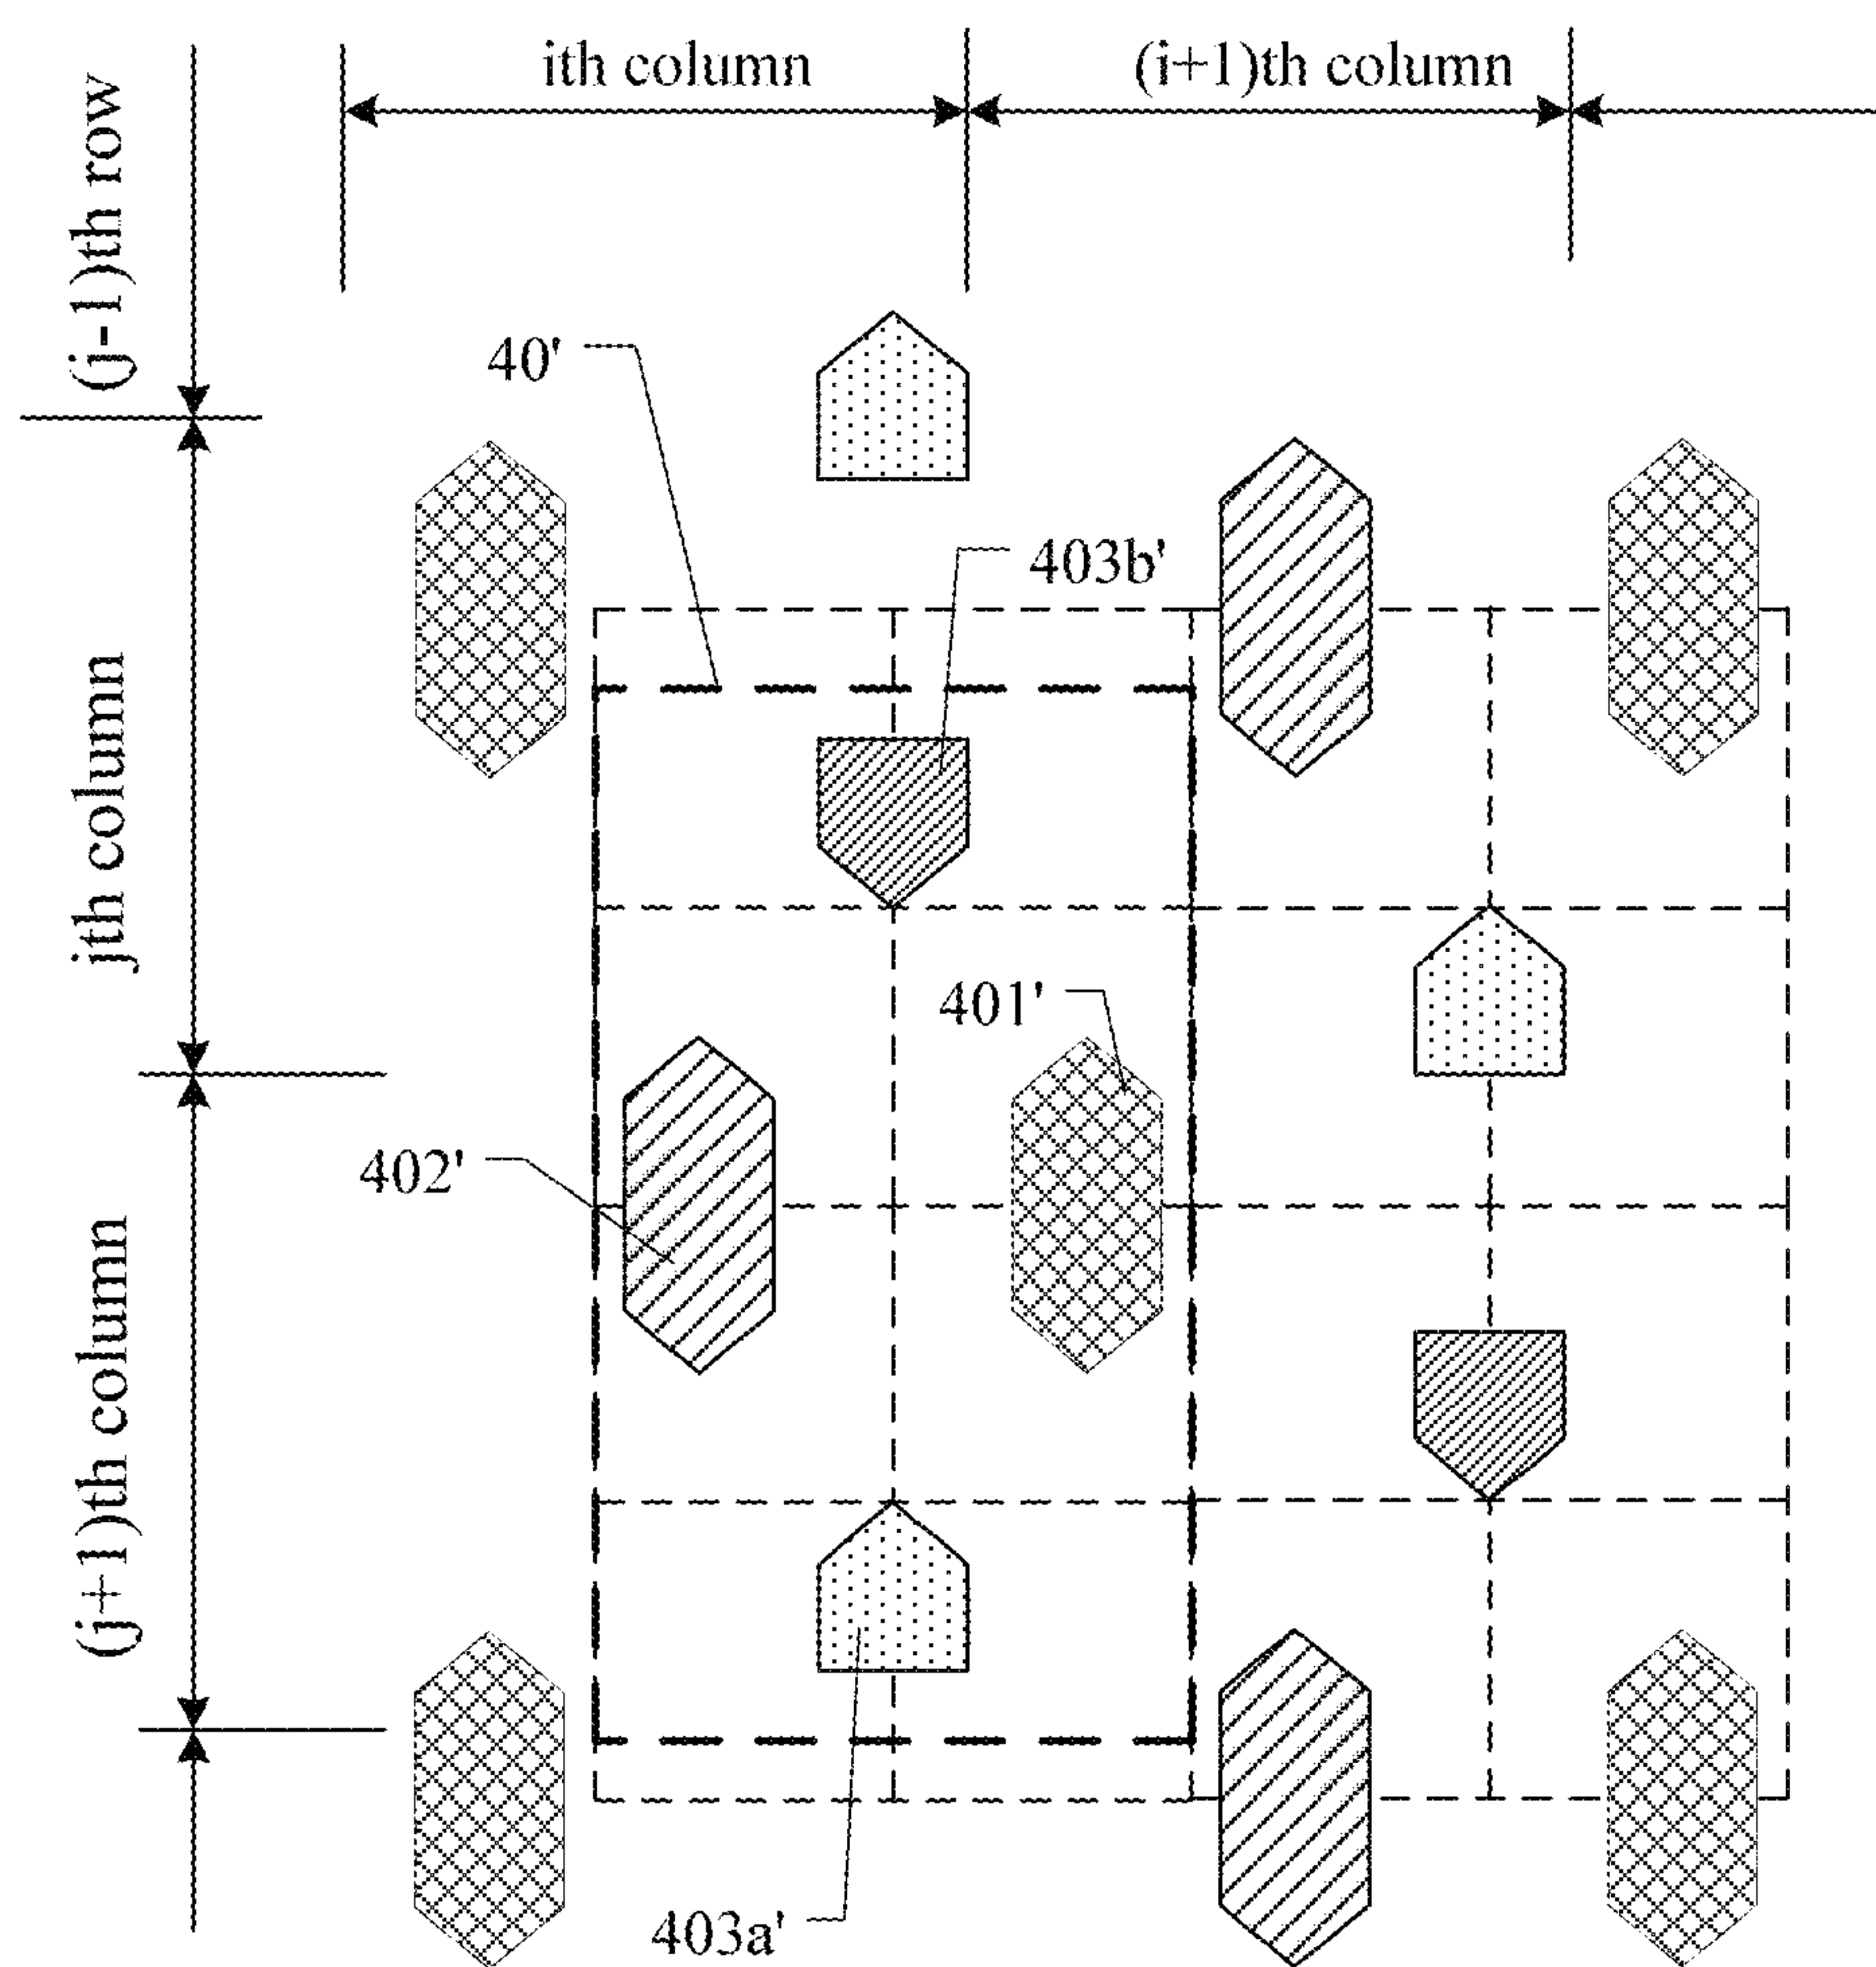 ith column
(i+1)th column
(j-1)th row
40'
403b'
jth column
401'
402'
(j+1)th column
403a'